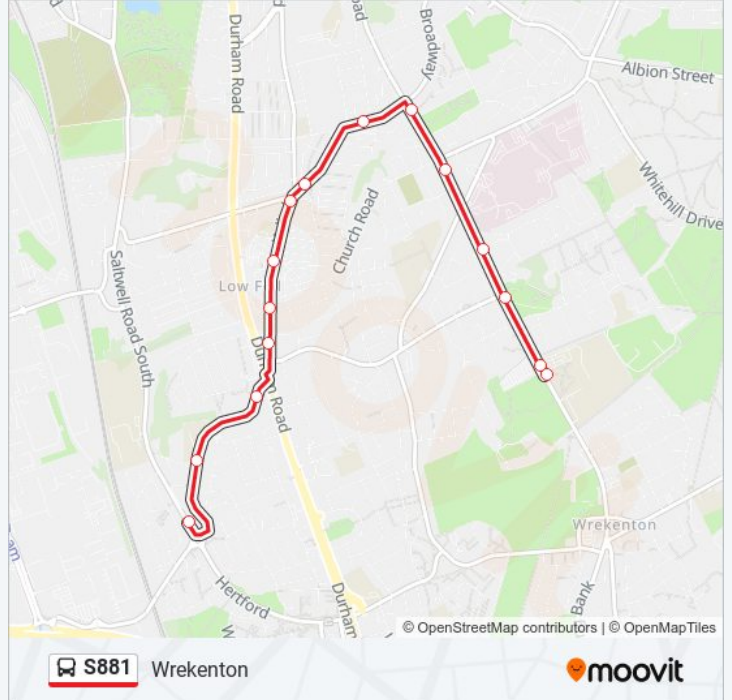 Durham Road
Broadway
Albion Street
Whitehill Drive
Church Road
Saltwell Road South
Low Fell
Durham Road
Wrekenton
Hertford
Durham
Bank
© OpenStreetMap contributors | © OpenMapTiles
S881 Wrekenton
moovit